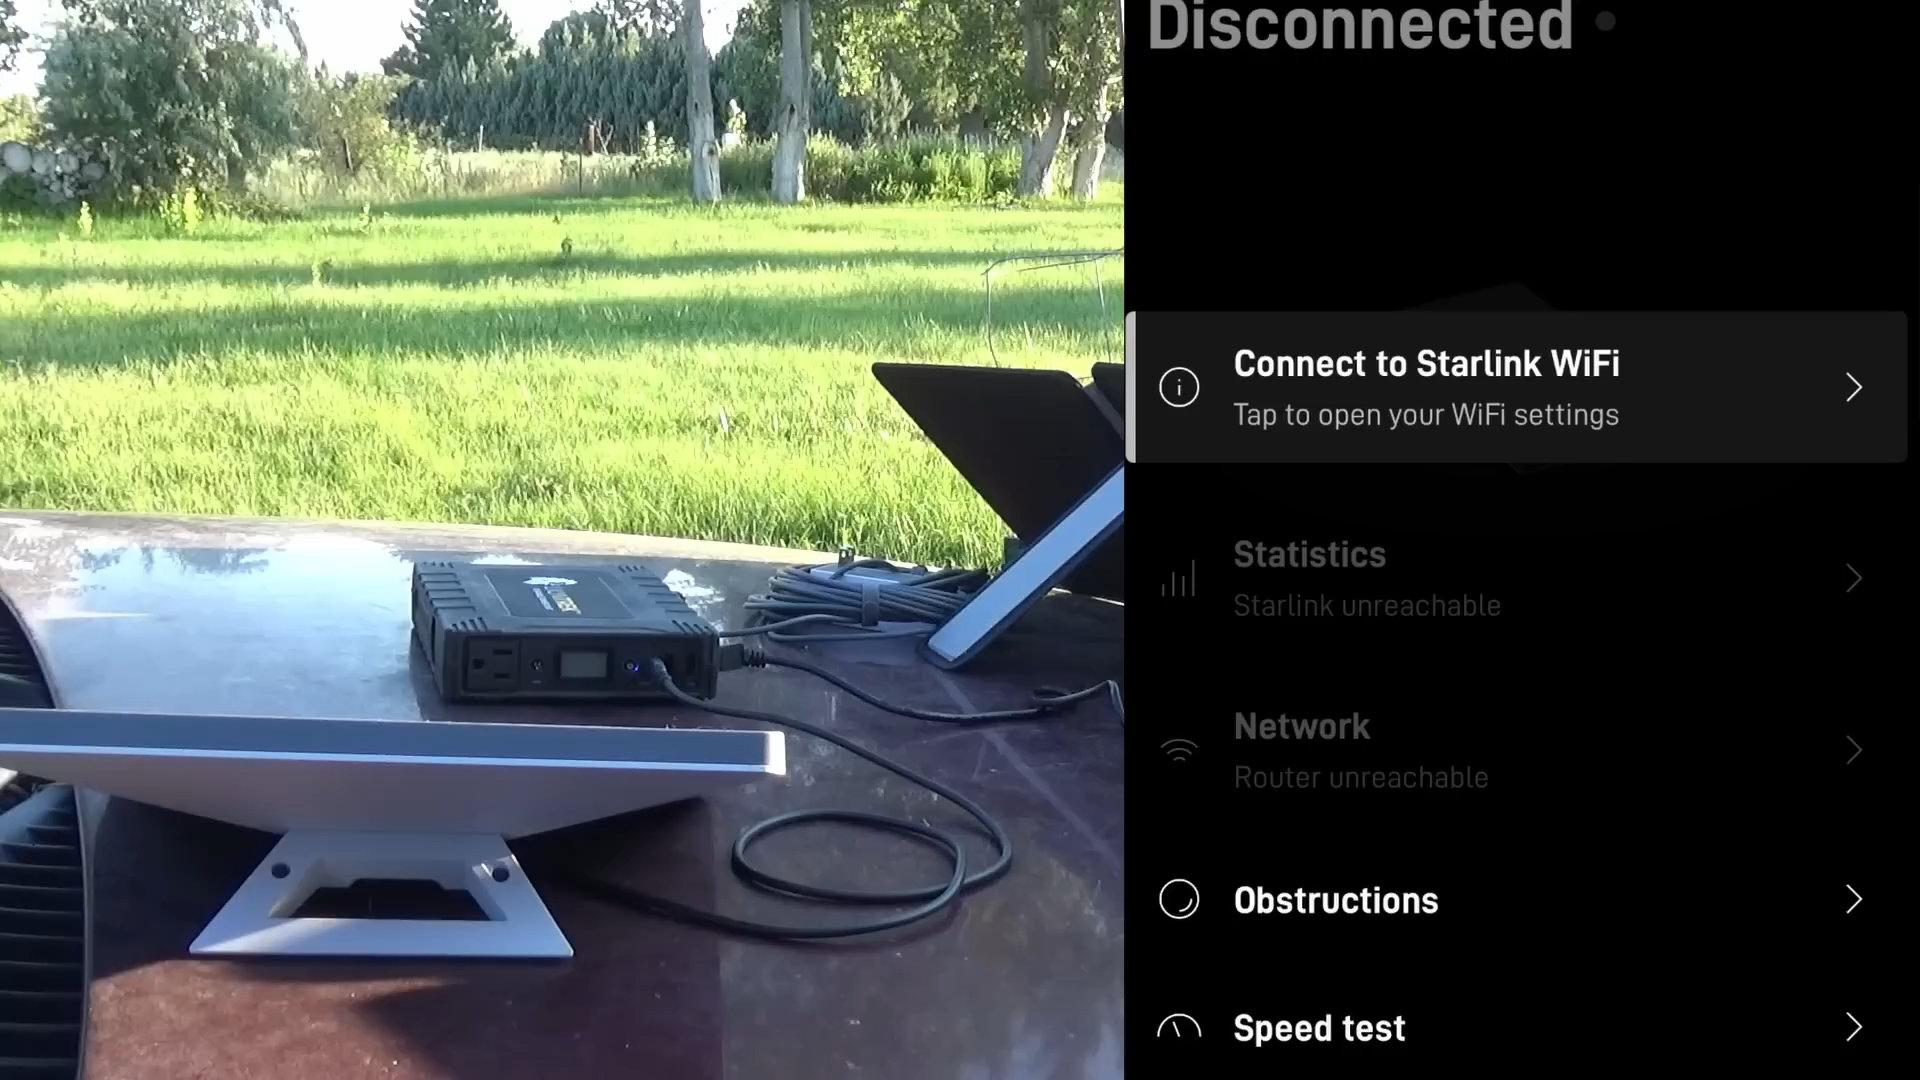 Disconnected
Connect to Starlink WiFi
Tap to open your WiFi settings
Statistics
Starlink unreachable
Network
Router unreachable
Obstructions
Speed test